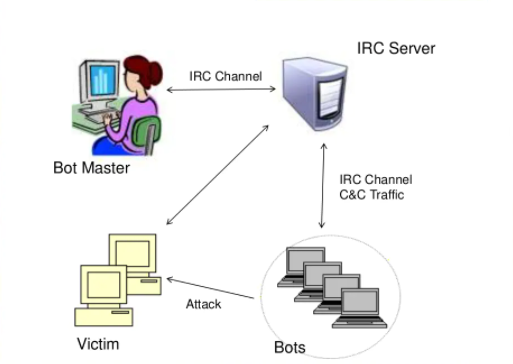 IRC Server
IRC Channel
Bot Master
IRC Channel
C&C Traffic
Attack
Victim
Bots